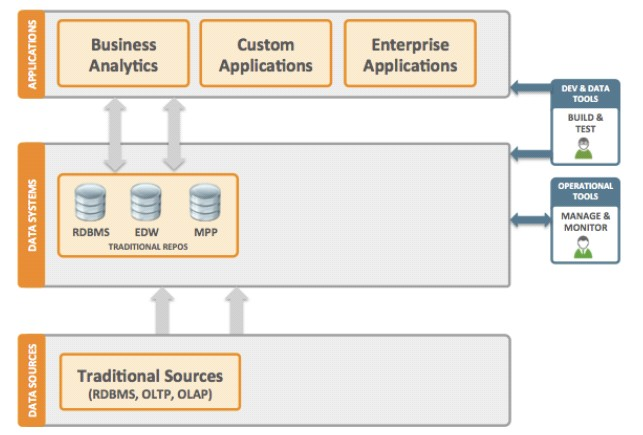 APPLICATIONS
Business
Analytics
Custom
Applications
Enterprise
Applications
DEV & DATA
TOOLS
BUILD &
TEST
DATA SYSTEMS
RDBMS
EDW
MPP
TRADITIONAL REPOS
OPERATIONAL
TOOLS
MANAGE &
MONITOR
DATA SOURCES
Traditional Sources
(RDBMS, OLTP, OLAP)